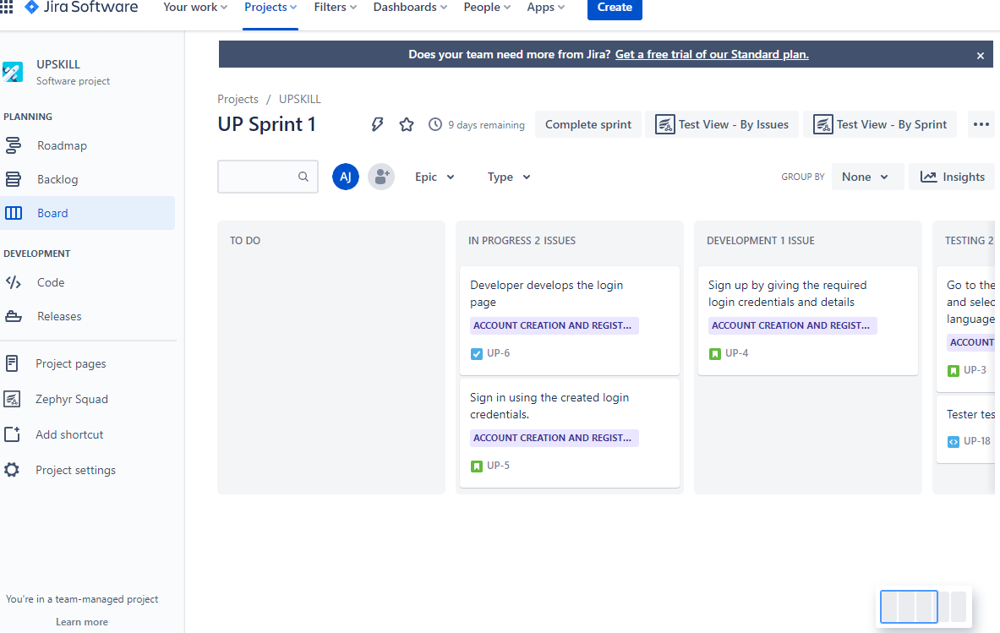 Jira Software Your work Projects Filters Dashboards People Apps Create
Does your team need more from Jira? Get a free trial of our Standard plan. ×
UPSKILL
Software project
PLANNING
Roadmap
Backlog
Board
DEVELOPMENT
Code
Releases
Project pages
Zephyr Squad
Add shortcut
Project settings
You're in a team-managed project
Learn more
Projects / UPSKILL
UP Sprint 1 9 days remaining Complete sprint Test View - By Issues Test View - By Sprint
AJ Epic Type GROUP BY None Insights
TO DO
IN PROGRESS 2 ISSUES
Developer develops the login
page
ACCOUNT CREATION AND REGIST...
UP-6
Sign in using the created login
credentials.
ACCOUNT CREATION AND REGIST...
UP-5
DEVELOPMENT 1 ISSUE
Sign up by giving the required
login credentials and details
ACCOUNT CREATION AND REGIST...
UP-4
TESTING 2
Go to the
and selec
language
ACCOUNT
UP-3
Tester tes
UP-18